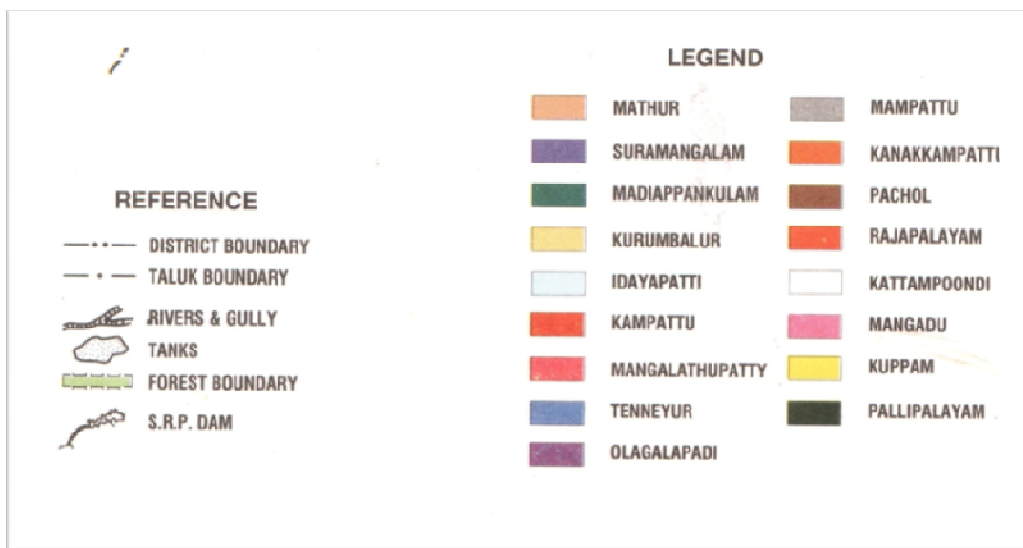 LEGEND
MATHUR
SURAMANGALAM
MADIAPPANKULAM
KURUMBALUR
IDAYAPATTI
KAMPATTU
MANGALATHUPATTY
TENNEYUR
OLAGALAPADI
MAMPATTU
KANAKKAMPATTU
PACHOL
RAJAPALAYAM
KATTAMPOONDI
MANGADU
KUPPAM
PALLIPALAYAM
REFERENCE
DISTRICT BOUNDARY
TALUK BOUNDARY
RIVERS & GULLY
TANKS
FOREST BOUNDARY
S.R.P. DAM